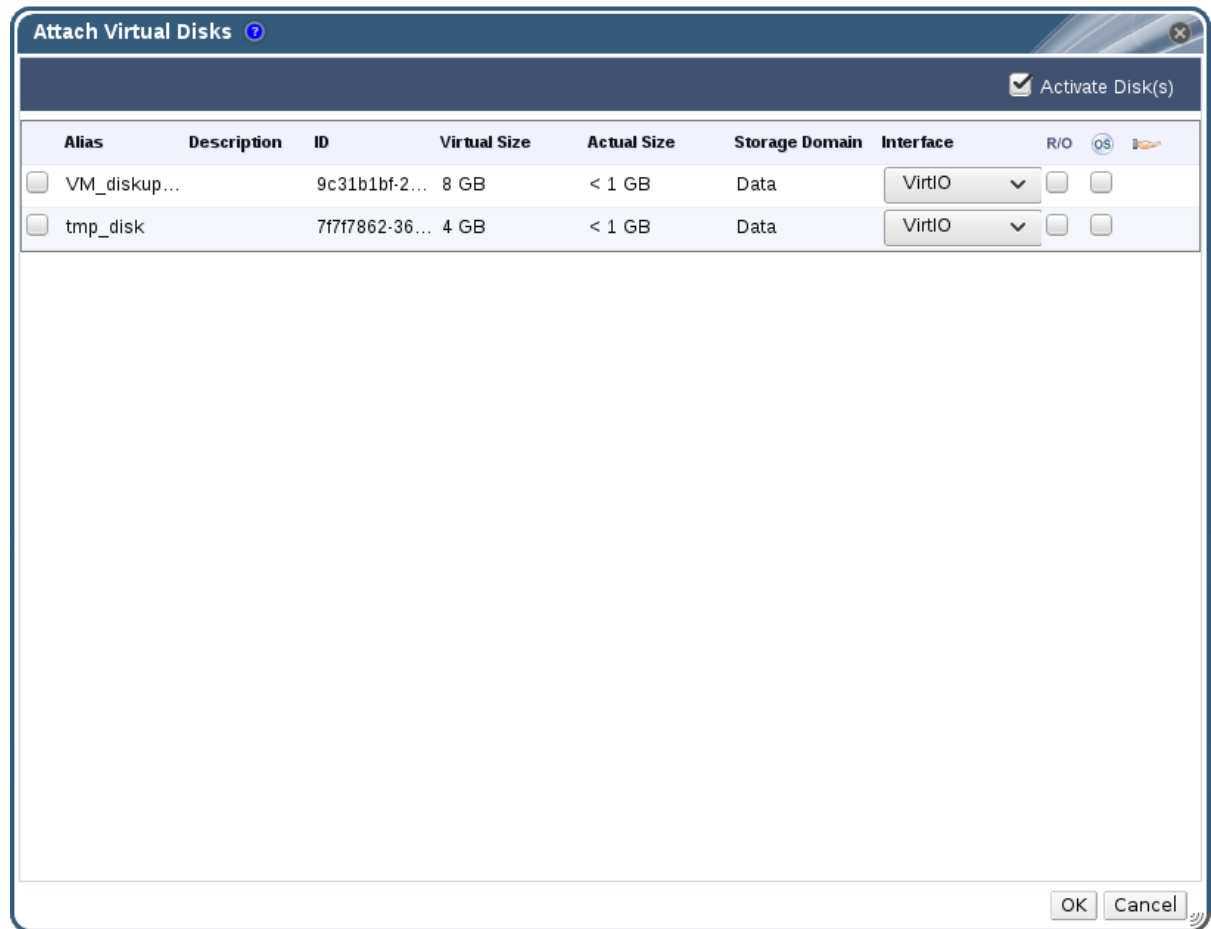 Attach Virtual Disks ?
Activate Disk(s)
Alias Description ID Virtual Size Actual Size Storage Domain Interface R/O OS
VM_diskup... 9c31b1bf-2... 8 GB < 1 GB Data VirtIO
tmp_disk 7f7f7862-36... 4 GB < 1 GB Data VirtIO
OK Cancel